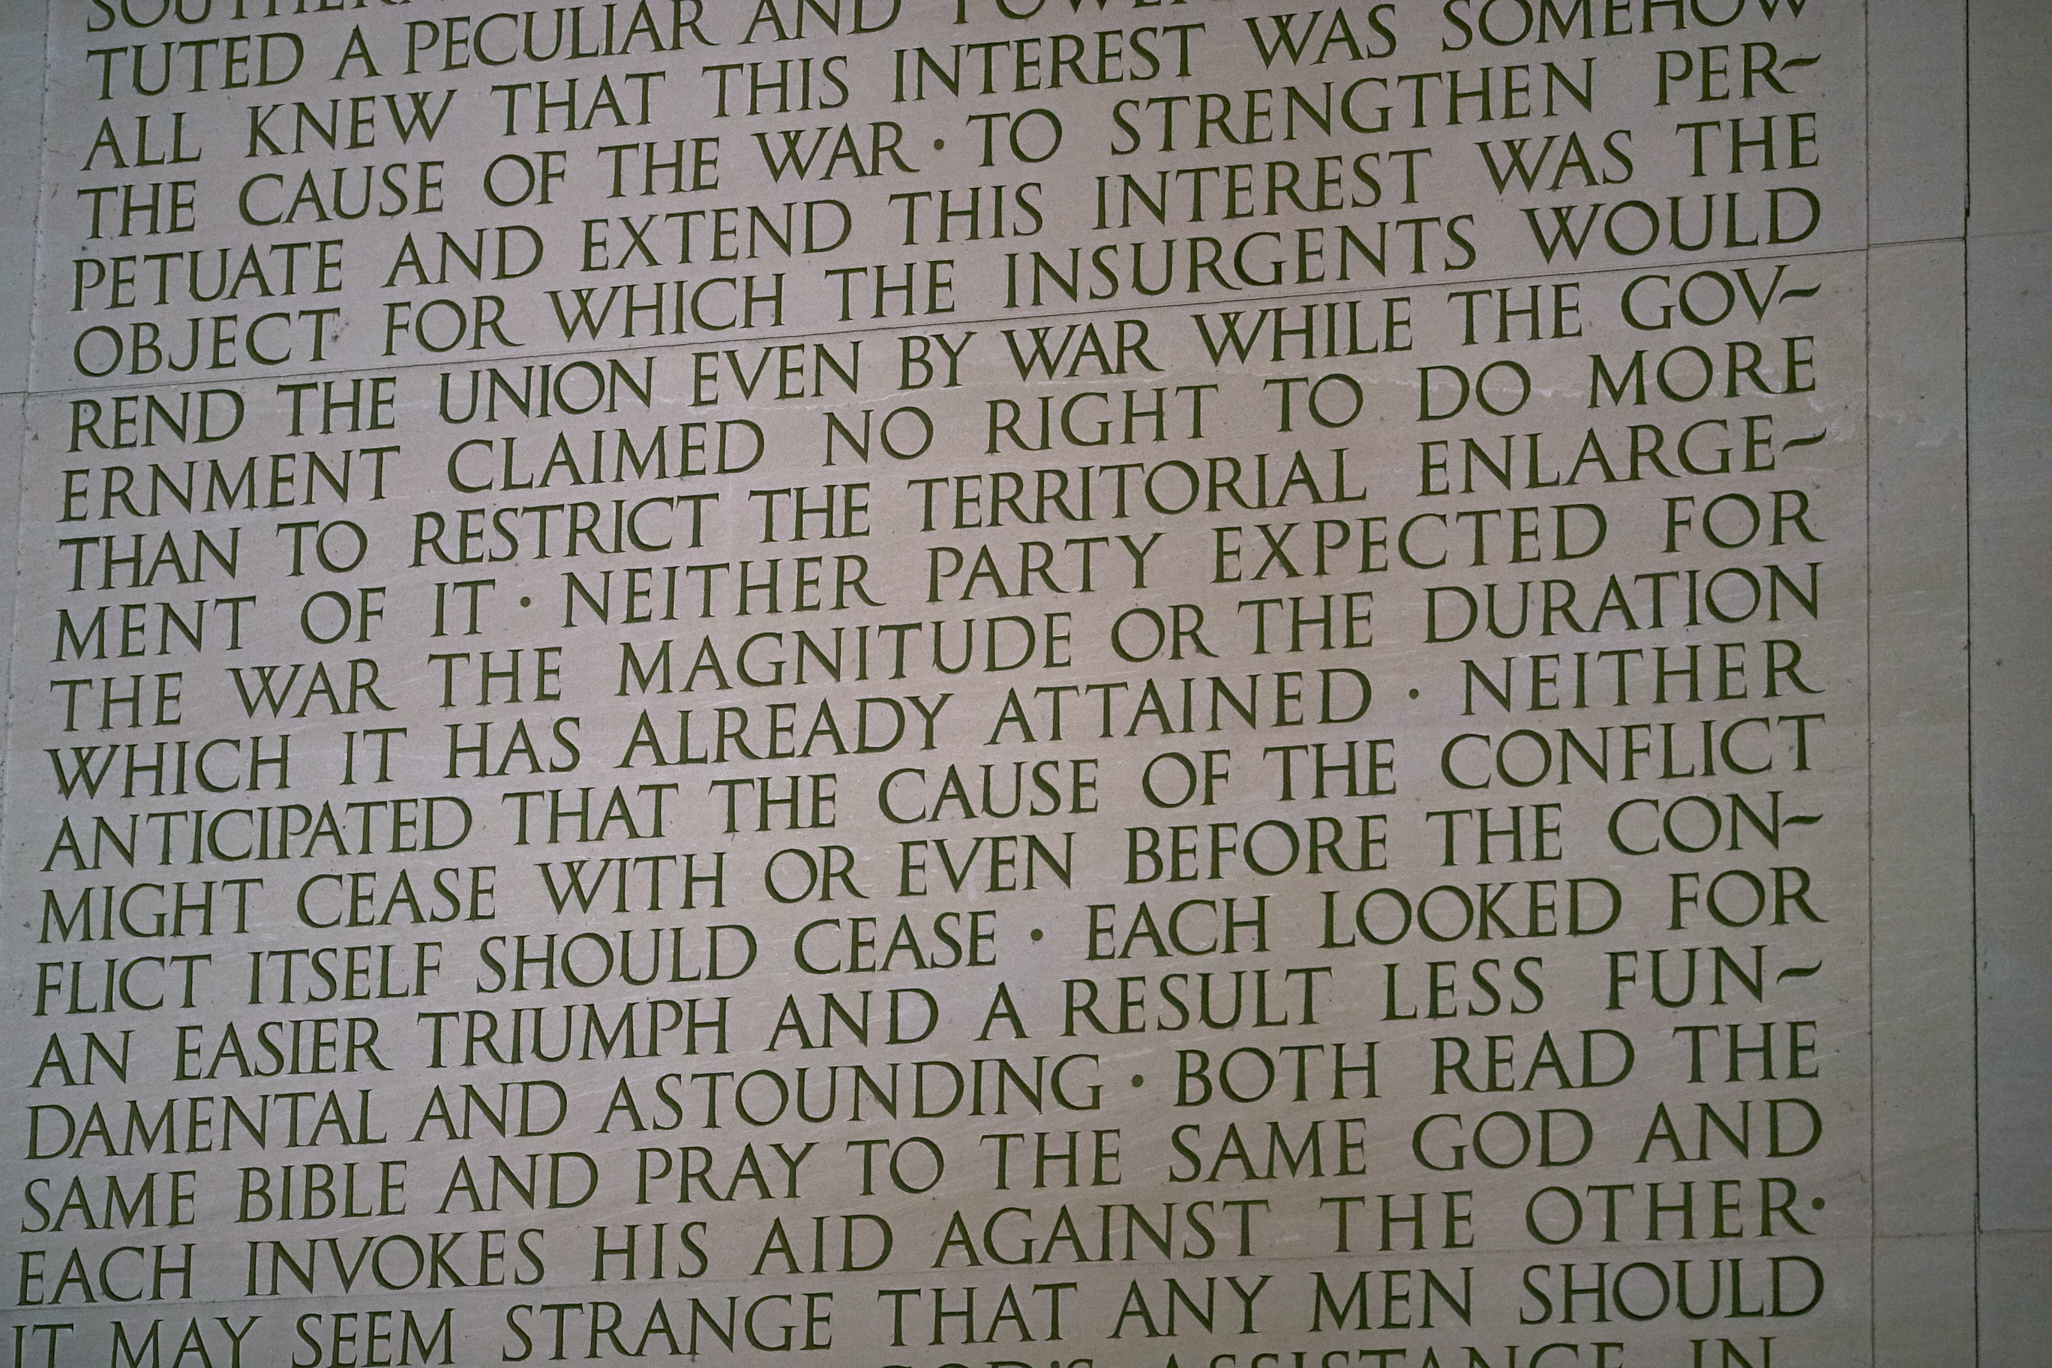 SOUTHERN
TUTED A PECULIAR AND POWER
ALL KNEW THAT THIS INTEREST WAS SOMEHOW
THE CAUSE OF THE WAR · TO STRENGTHEN PER~
PETUATE AND EXTEND THIS INTEREST WAS THE
OBJECT FOR WHICH THE INSURGENTS WOULD
REND THE UNION EVEN BY WAR WHILE THE GOV~
ERNMENT CLAIMED NO RIGHT TO DO MORE
THAN TO RESTRICT THE TERRITORIAL ENLARGE~
MENT OF IT · NEITHER PARTY EXPECTED FOR
THE WAR THE MAGNITUDE OR THE DURATION
WHICH IT HAS ALREADY ATTAINED · NEITHER
ANTICIPATED THAT THE CAUSE OF THE CONFLICT
MIGHT CEASE WITH OR EVEN BEFORE THE CON~
FLICT ITSELF SHOULD CEASE · EACH LOOKED FOR
AN EASIER TRIUMPH AND A RESULT LESS FUN~
DAMENTAL AND ASTOUNDING · BOTH READ THE
SAME BIBLE AND PRAY TO THE SAME GOD AND
EACH INVOKES HIS AID AGAINST THE OTHER·
IT MAY SEEM STRANGE THAT ANY MEN SHOULD
GOD'S ASSISTANCE IN